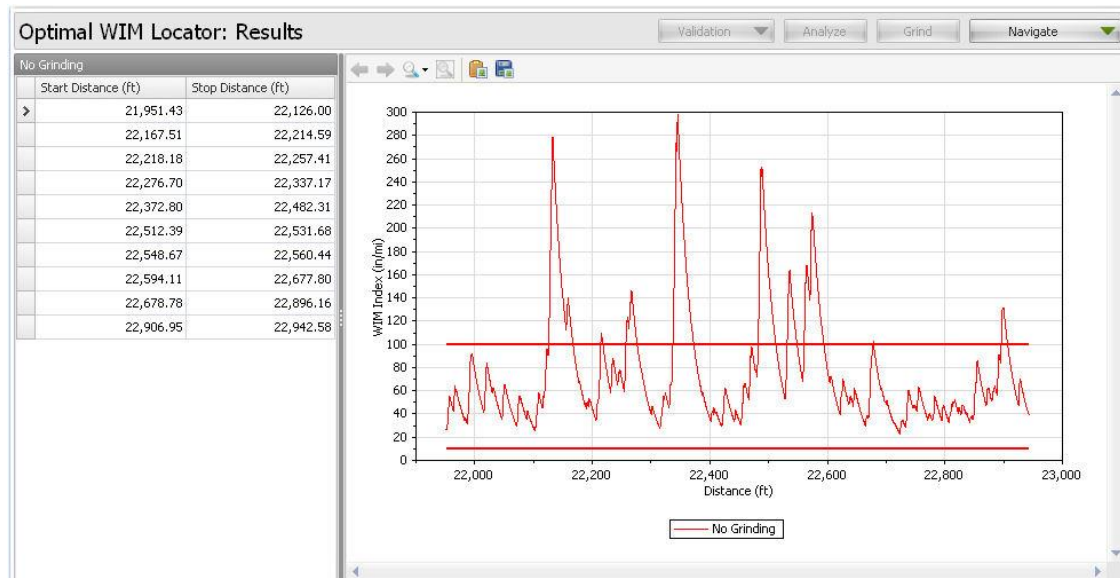 Optimal WIM Locator: Results
Validation
Analyze
Grind
Navigate
No Grinding
Start Distance (ft) Stop Distance (ft)
21,951.43 22,126.00
22,167.51 22,214.59
22,218.18 22,257.41
22,276.70 22,337.17
22,372.80 22,482.31
22,512.39 22,531.68
22,548.67 22,560.44
22,594.11 22,677.80
22,678.78 22,896.16
22,906.95 22,942.58
WIM Index (in/mi)
300
280
260
240
220
200
180
160
140
120
100
80
60
40
20
0
22,000 22,200 22,400 22,600 22,800 23,000
Distance (ft)
No Grinding